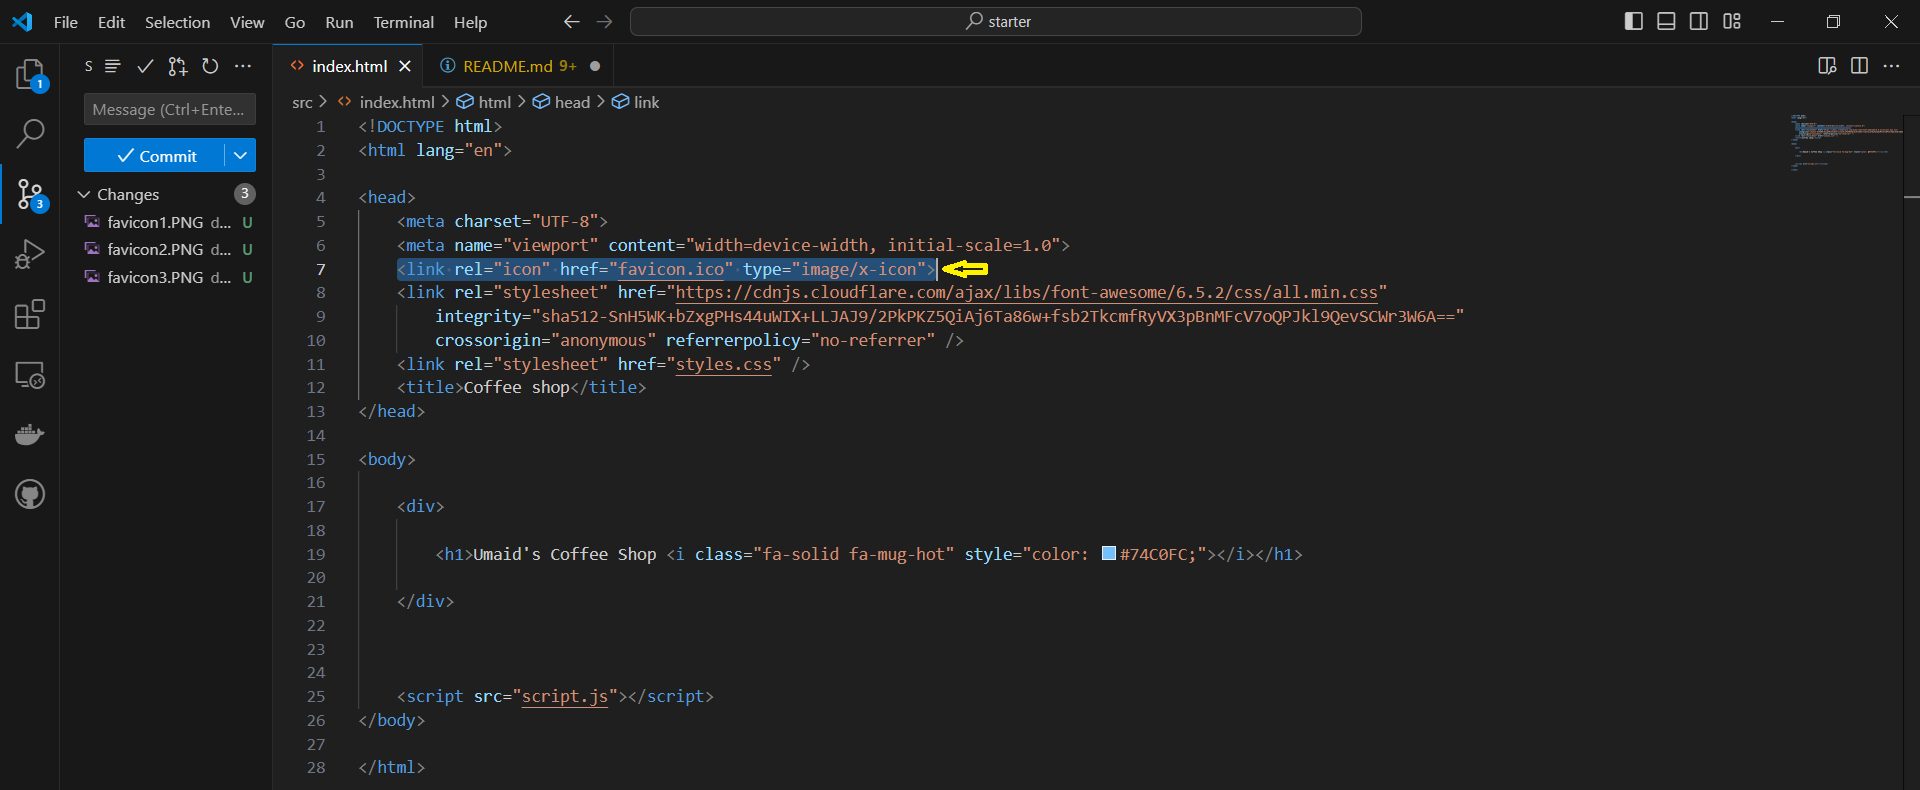 File Edit Selection View Go Run Terminal Help starter
S
index.html
README.md 9+
Message (Ctrl+Ente...
Commit
Changes 3
favicon1.PNG d... U
favicon2.PNG d... U
favicon3.PNG d... U
1
3
src > index.html > html > head > link
1 <!DOCTYPE html>
2 <html lang="en">
3
4 <head>
5 <meta charset="UTF-8">
6 <meta name="viewport" content="width=device-width, initial-scale=1.0">
7 <link rel="icon" href="favicon.ico" type="image/x-icon">
8 <link rel="stylesheet" href="https://cdnjs.cloudflare.com/ajax/libs/font-awesome/6.5.2/css/all.min.css"
9 integrity="sha512-SnH5WK+bZxgPHs44uWIX+LLJAJ9/2PkPKZ5QiAj6Ta86w+fsb2TkcmfRyVX3pBnMFcV7oQPJkl9QevSCWr3W6A=="
10 crossorigin="anonymous" referrerpolicy="no-referrer" />
11 <link rel="stylesheet" href="styles.css" />
12 <title>Coffee shop</title>
13 </head>
14
15 <body>
16
17 <div>
18
19 <h1>Umaid's Coffee Shop <i class="fa-solid fa-mug-hot" style="color: #74C0FC;"></i></h1>
20
21 </div>
22
23
24
25 <script src="script.js"></script>
26 </body>
27
28 </html>